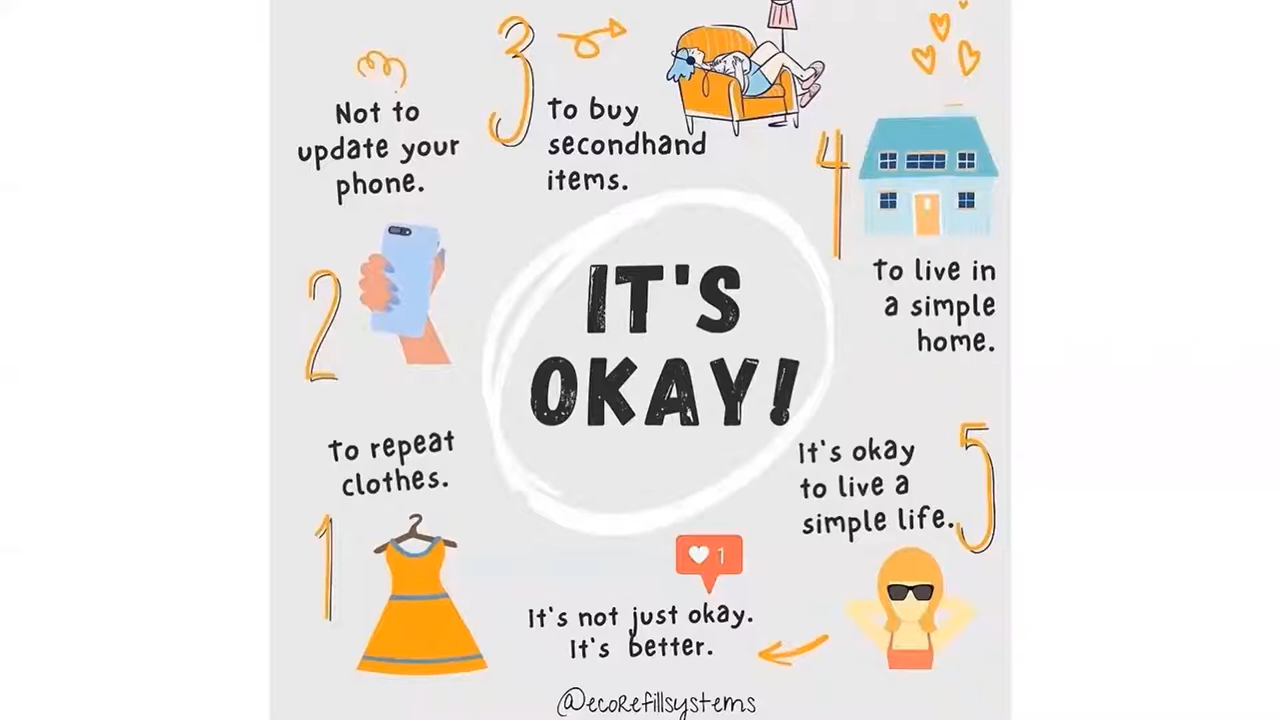 IT'S
OKAY!
1
To repeat
clothes.
2
Not to
update your
phone.
3
To buy
secondhand
items.
4
To live in
a simple
home.
5
It's okay
to live a
simple life.
1
It's not just okay.
It's better.
@ecorefillsystems